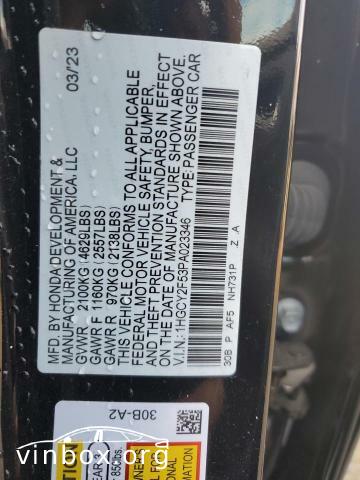 MFD. BY HONDA DEVELOPMENT &
MANUFACTURING OF AMERICA, LLC
03/23
GVWR 2100KG (4629LBS)
GAWR F 1160KG (2557LBS)
GAWR R 970KG (2138LBS)
THIS VEHICLE CONFORMS TO ALL APPLICABLE
FEDERAL MOTOR VEHICLE SAFETY, BUMPER,
AND THEFT PREVENTION STANDARDS IN EFFECT
ON THE DATE OF MANUFACTURE SHOWN ABOVE.
V.I.N.: 1HGCY2F53PA023346 TYPE: PASSENGER CAR
30B P AF5 NH731P Z A
30B-A2
vinbox.org